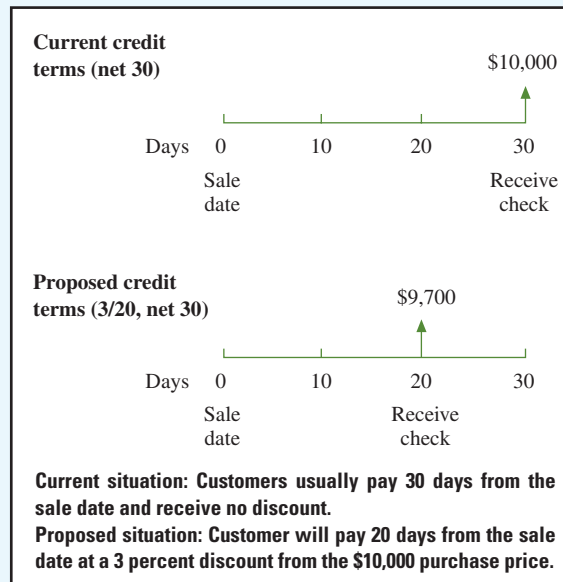 Current credit
terms (net 30)
$10,000
Days 0 10 20 30
Sale Receive
date check
Proposed credit
terms (3/20, net 30)
$9,700
Days 0 10 20 30
Sale Receive
date check
Current situation: Customers usually pay 30 days from the
sale date and receive no discount.
Proposed situation: Customer will pay 20 days from the sale
date at a 3 percent discount from the $10,000 purchase price.